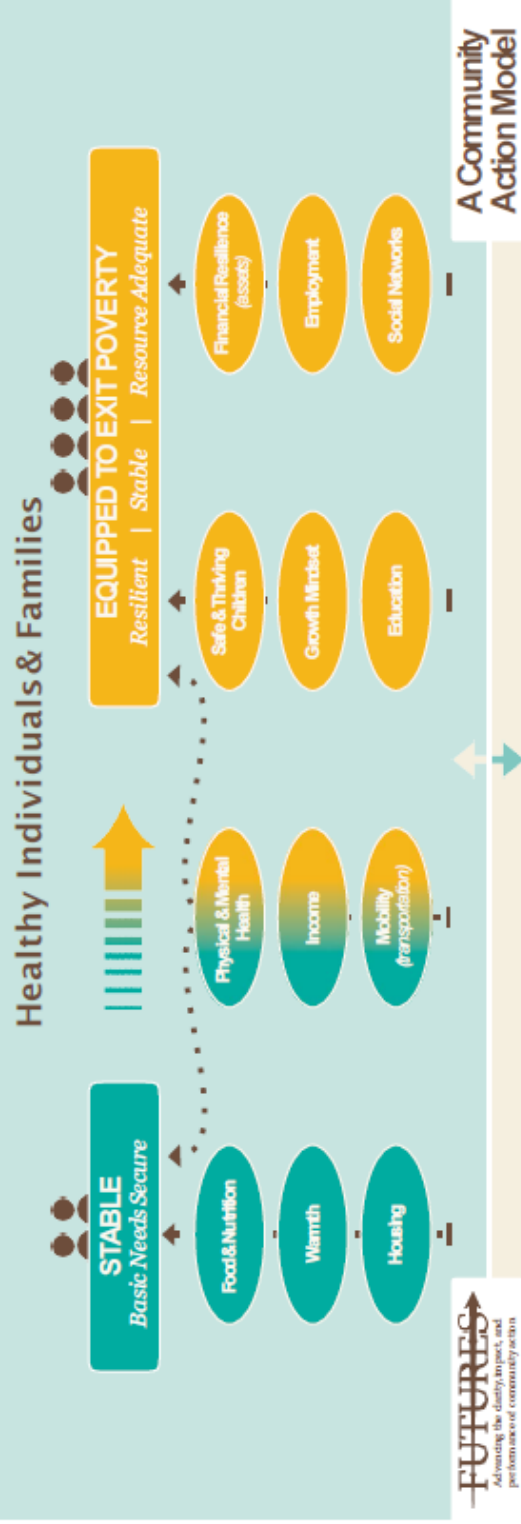 Healthy Individuals & Families
STABLE
Basic Needs Secure
EQUIPPED TO EXIT POVERTY
Resilient | Stable | Resource Adequate
Food & Nutrition
Warmth
Housing
Physical & Mental
Health
Income
Mobility
(transportation)
Safe & Thriving
Children
Growth Mindset
Education
Financial Resilience
(assets)
Employment
Social Networks
FUTURES
Advancing the clarity, impact, and
performance of community action
A Community
Action Model